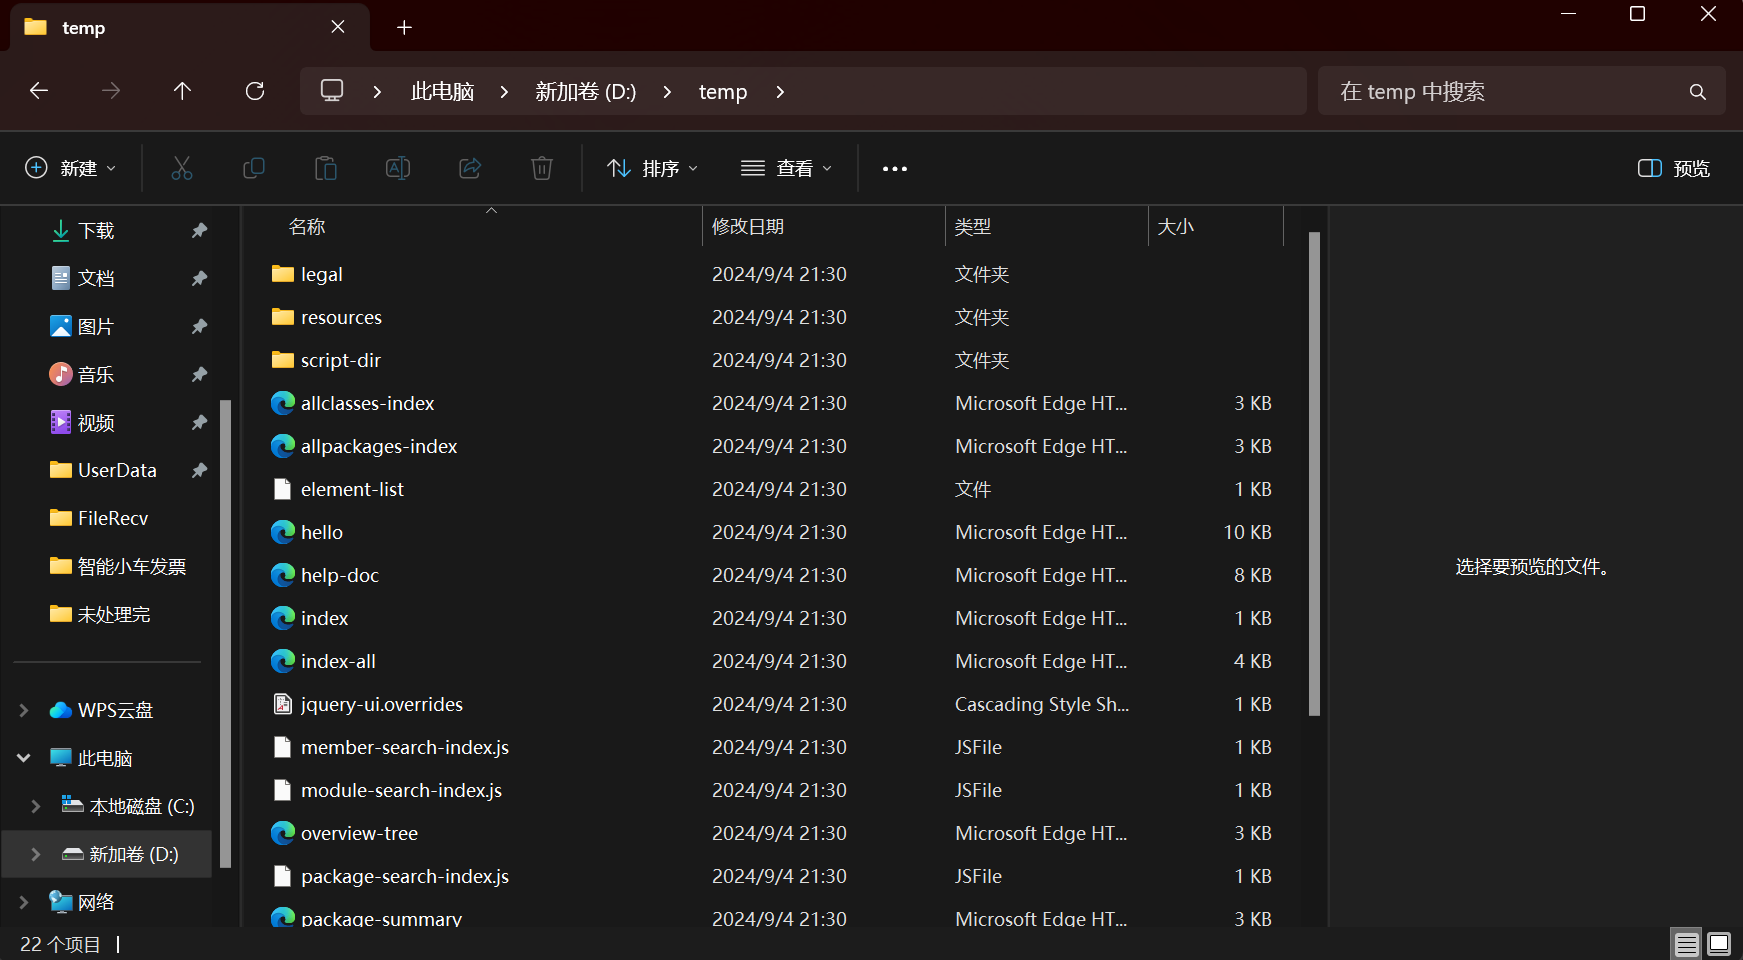 temp
此电脑 新加卷 (D:) temp
在 temp 中搜索
新建 排序 查看 预览
下载
文档
图片
音乐
视频
UserData
FileRecv
智能小车发票
未处理完
WPS云盘
此电脑
本地磁盘 (C:)
新加卷 (D:)
网络
名称 修改日期 类型 大小
legal 2024/9/4 21:30 文件夹
resources 2024/9/4 21:30 文件夹
script-dir 2024/9/4 21:30 文件夹
allclasses-index 2024/9/4 21:30 Microsoft Edge HT... 3 KB
allpackages-index 2024/9/4 21:30 Microsoft Edge HT... 3 KB
element-list 2024/9/4 21:30 文件 1 KB
hello 2024/9/4 21:30 Microsoft Edge HT... 10 KB
help-doc 2024/9/4 21:30 Microsoft Edge HT... 8 KB
index 2024/9/4 21:30 Microsoft Edge HT... 1 KB
index-all 2024/9/4 21:30 Microsoft Edge HT... 4 KB
jquery-ui.overrides 2024/9/4 21:30 Cascading Style Sh... 1 KB
member-search-index.js 2024/9/4 21:30 JSFile 1 KB
module-search-index.js 2024/9/4 21:30 JSFile 1 KB
overview-tree 2024/9/4 21:30 Microsoft Edge HT... 3 KB
package-search-index.js 2024/9/4 21:30 JSFile 1 KB
package-summary 2024/9/4 21:30 Microsoft Edge HT... 3 KB
选择要预览的文件。
22 个项目